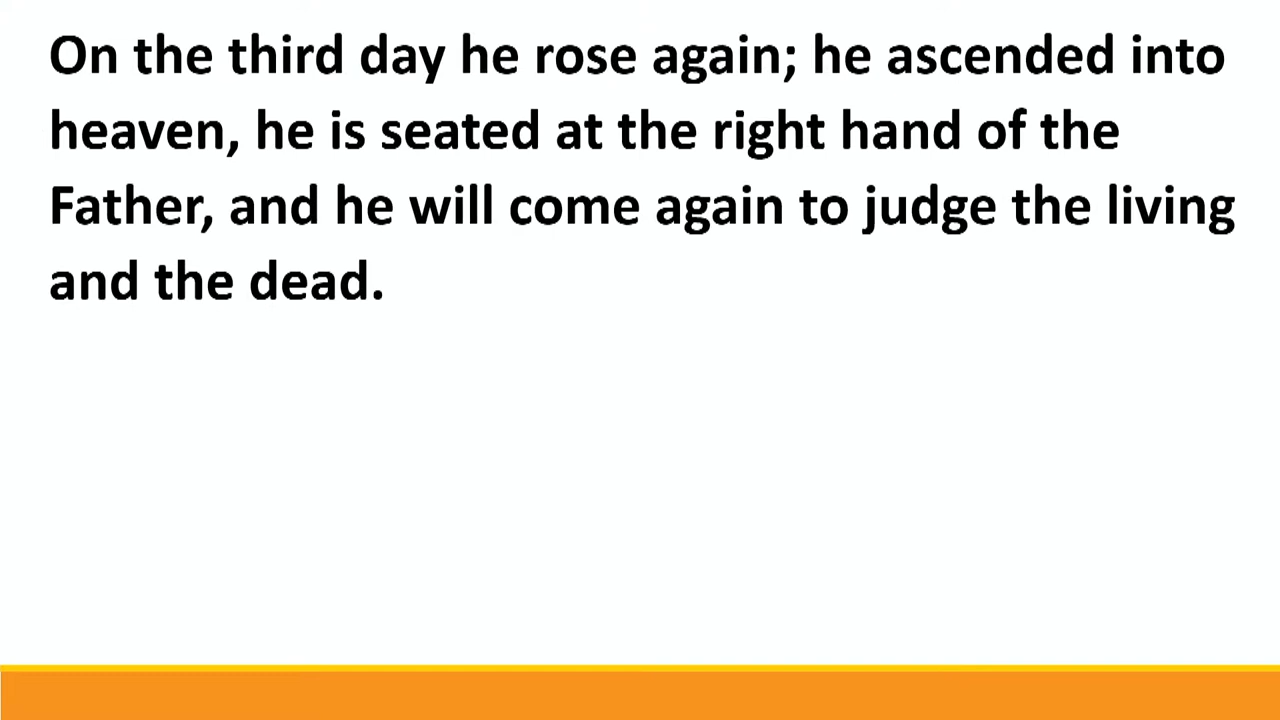 On the third day he rose again; he ascended into
heaven, he is seated at the right hand of the
Father, and he will come again to judge the living
and the dead.